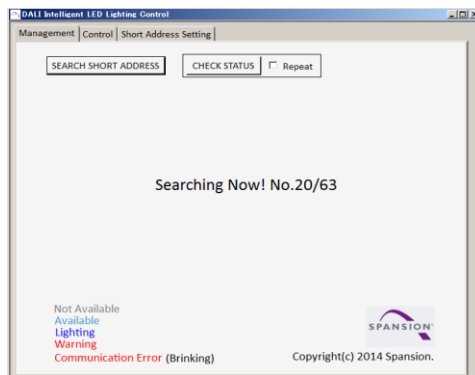 DALI Intelligent LED Lighting Control
Management Control Short Address Setting
SEARCH SHORT ADDRESS CHECK STATUS Repeat
Searching Now! No.20/63
Not Available
Available
Lighting
Warning
Communication Error (Brinking)
SPANSION
Copyright(c) 2014 Spansion.